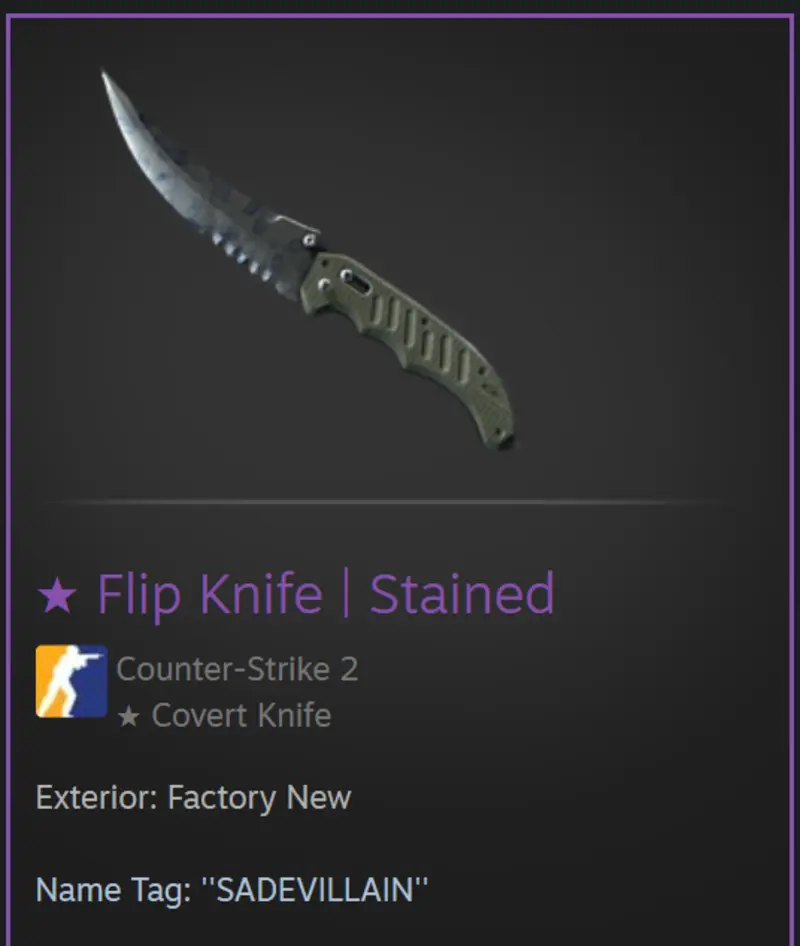 ★ Flip Knife | Stained
Counter-Strike 2
★ Covert Knife
Exterior: Factory New
Name Tag: ''SADEVILLAIN''